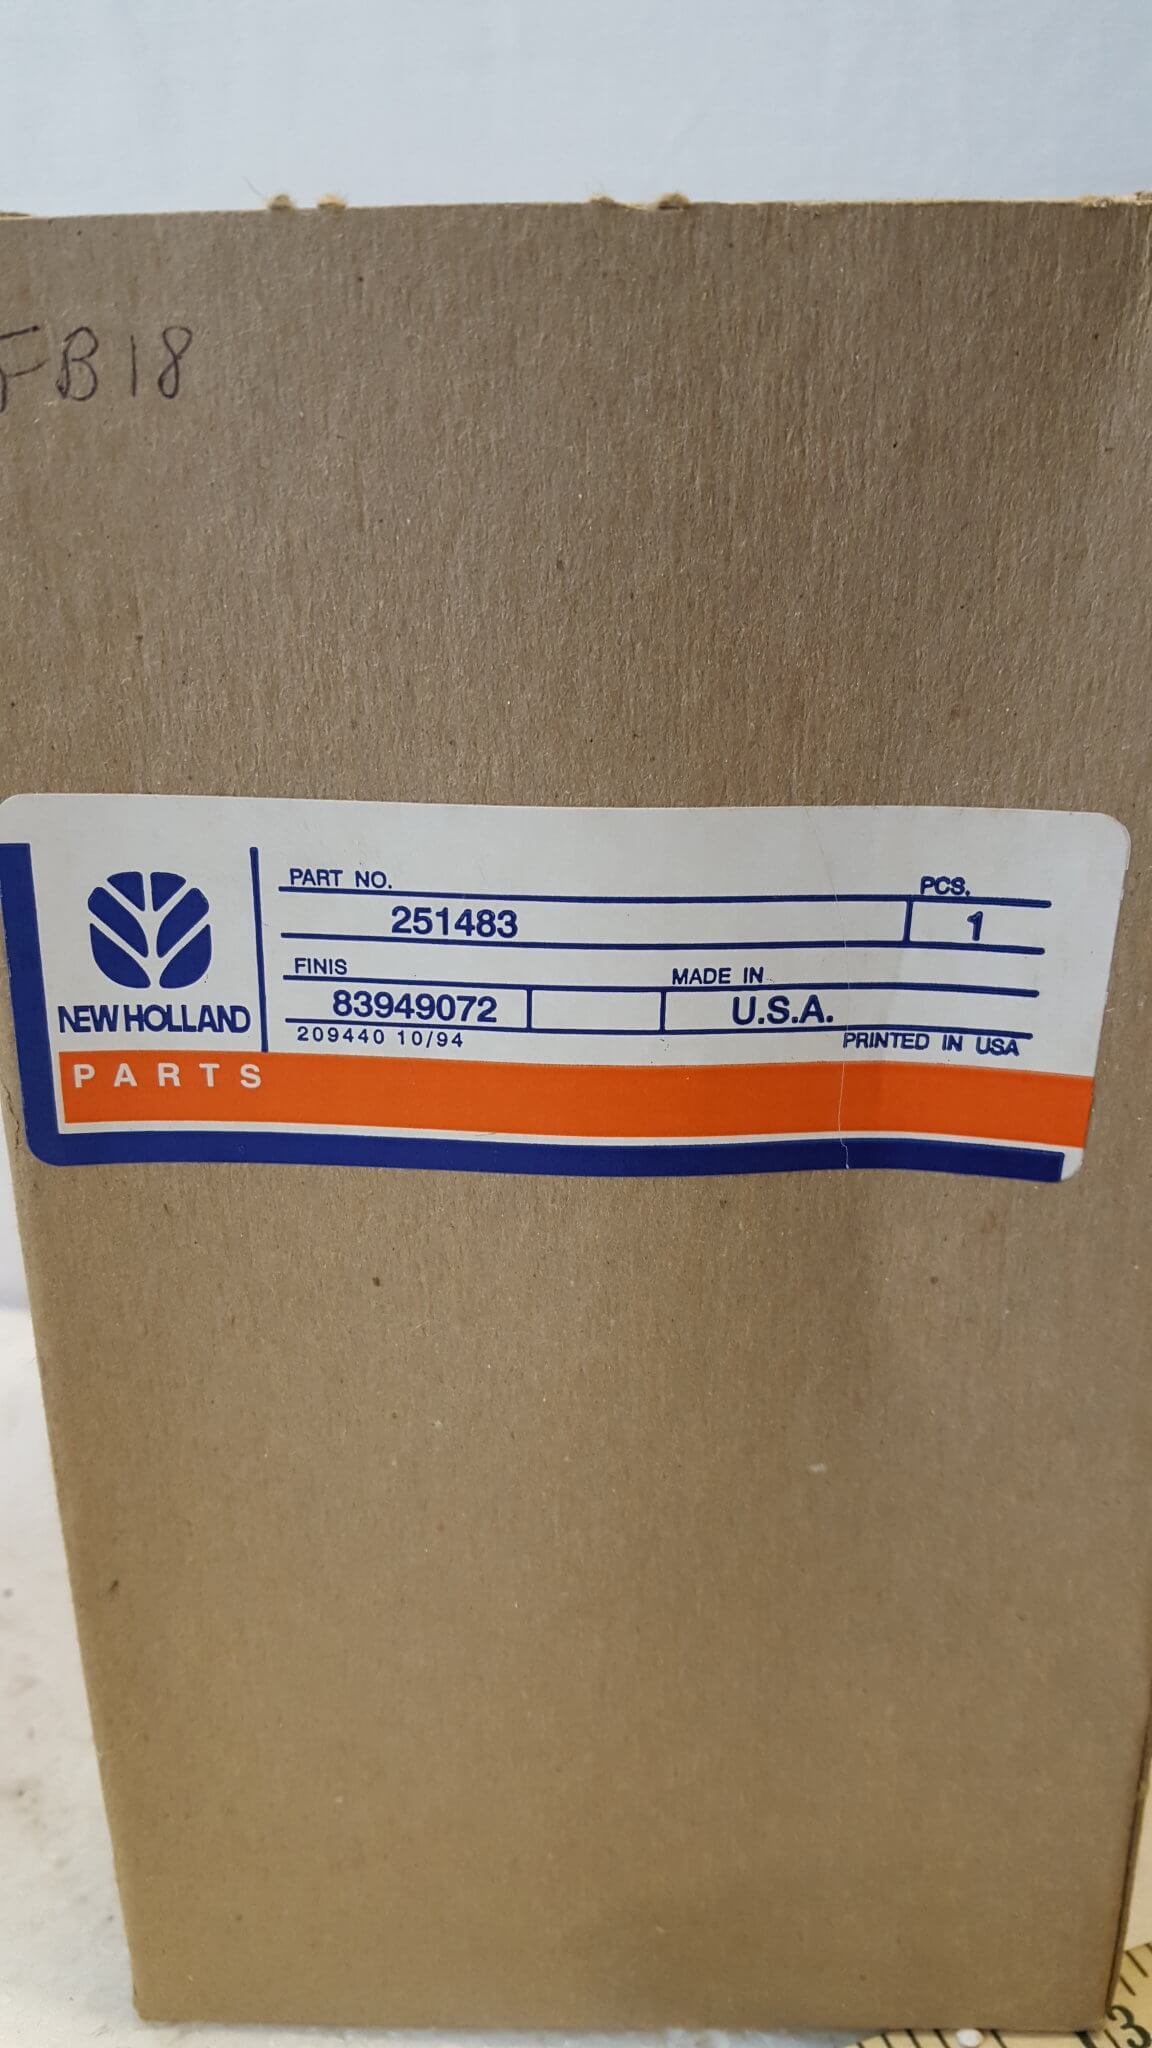 FB18
PART NO. PCS.
251483 1
FINIS MADE IN
83949072 U.S.A.
209440 10/94 PRINTED IN USA
NEW HOLLAND
PARTS
3